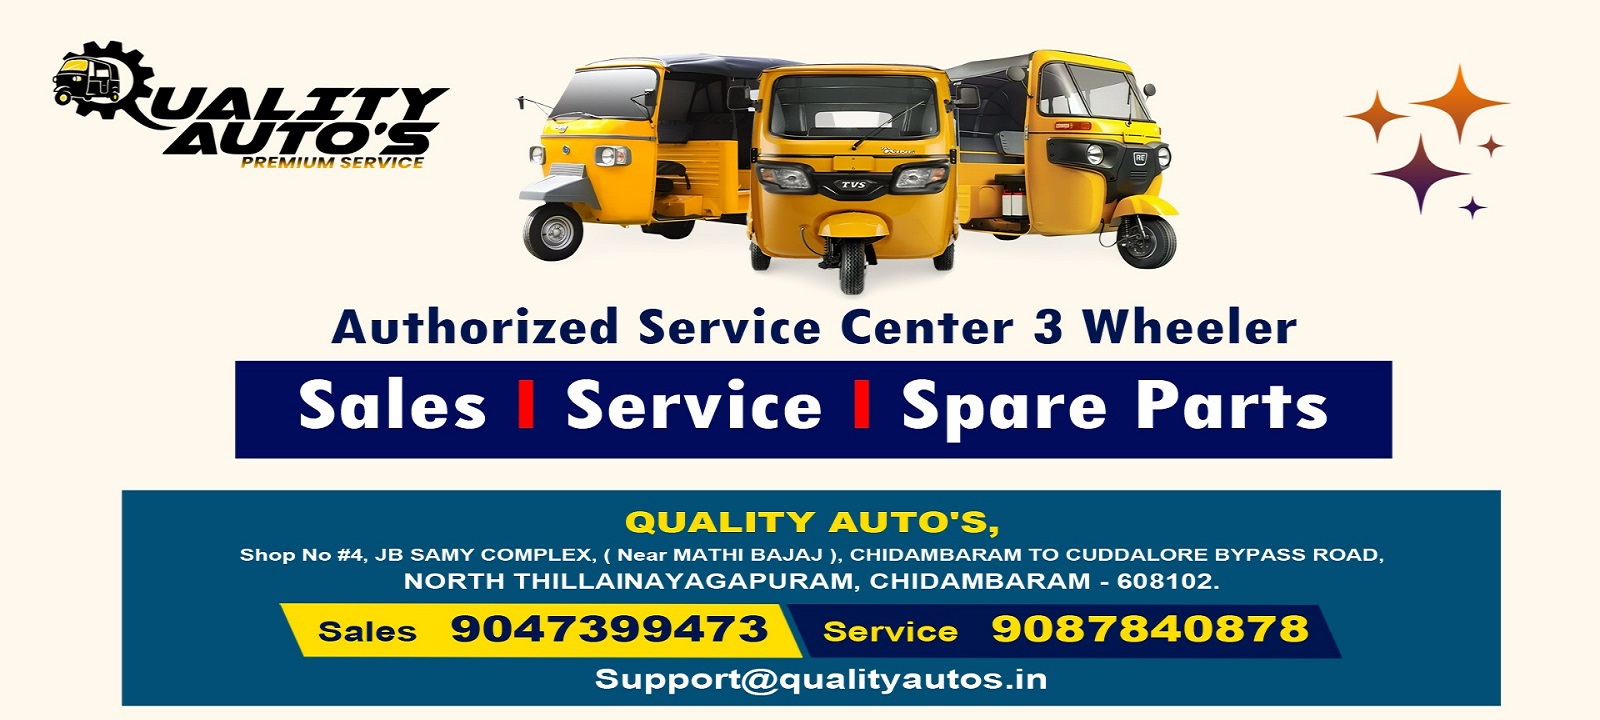 QUALITY
AUTO'S
PREMIUM SERVICE
TVS
RE
Authorized Service Center 3 Wheeler
Sales I Service I Spare Parts
QUALITY AUTO'S,
Shop No #4, JB SAMY COMPLEX, ( Near MATHI BAJAJ ), CHIDAMBARAM TO CUDDALORE BYPASS ROAD,
NORTH THILLAINAYAGAPURAM, CHIDAMBARAM - 608102.
Sales 9047399473 Service 9087840878
Support@qualityautos.in